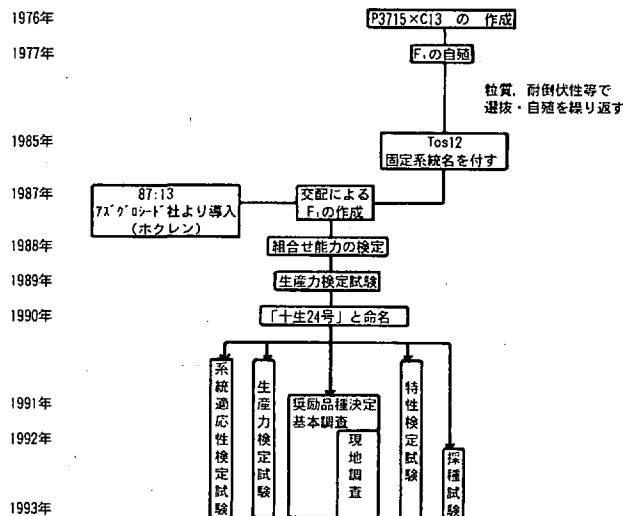 1976年
P3715×C13 の 作成
1977年
F₁の自殖
粒質，耐倒伏性等で
選抜・自殖を繰り返す
1985年
Tos12
固定系統名を付す
1987年
87:13
アズグロシード社より導入
(ホクレン)
交配による
F₁の作成
1988年
組合せ能力の検定
1989年
生産力検定試験
1990年
「十生24号」と命名
系統適応性検定試験
生産力検定試験
奨励品種決定
基本調査
現地調査
特性検定試験
採種試験
1991年
1992年
1993年